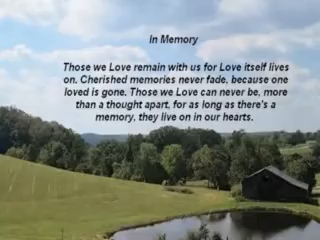 In Memory
Those we Love remain with us for Love itself lives
on. Cherished memories never fade, because one
loved is gone. Those we Love can never be, more
than a thought apart, for as long as there's a
memory, they live on in our hearts.